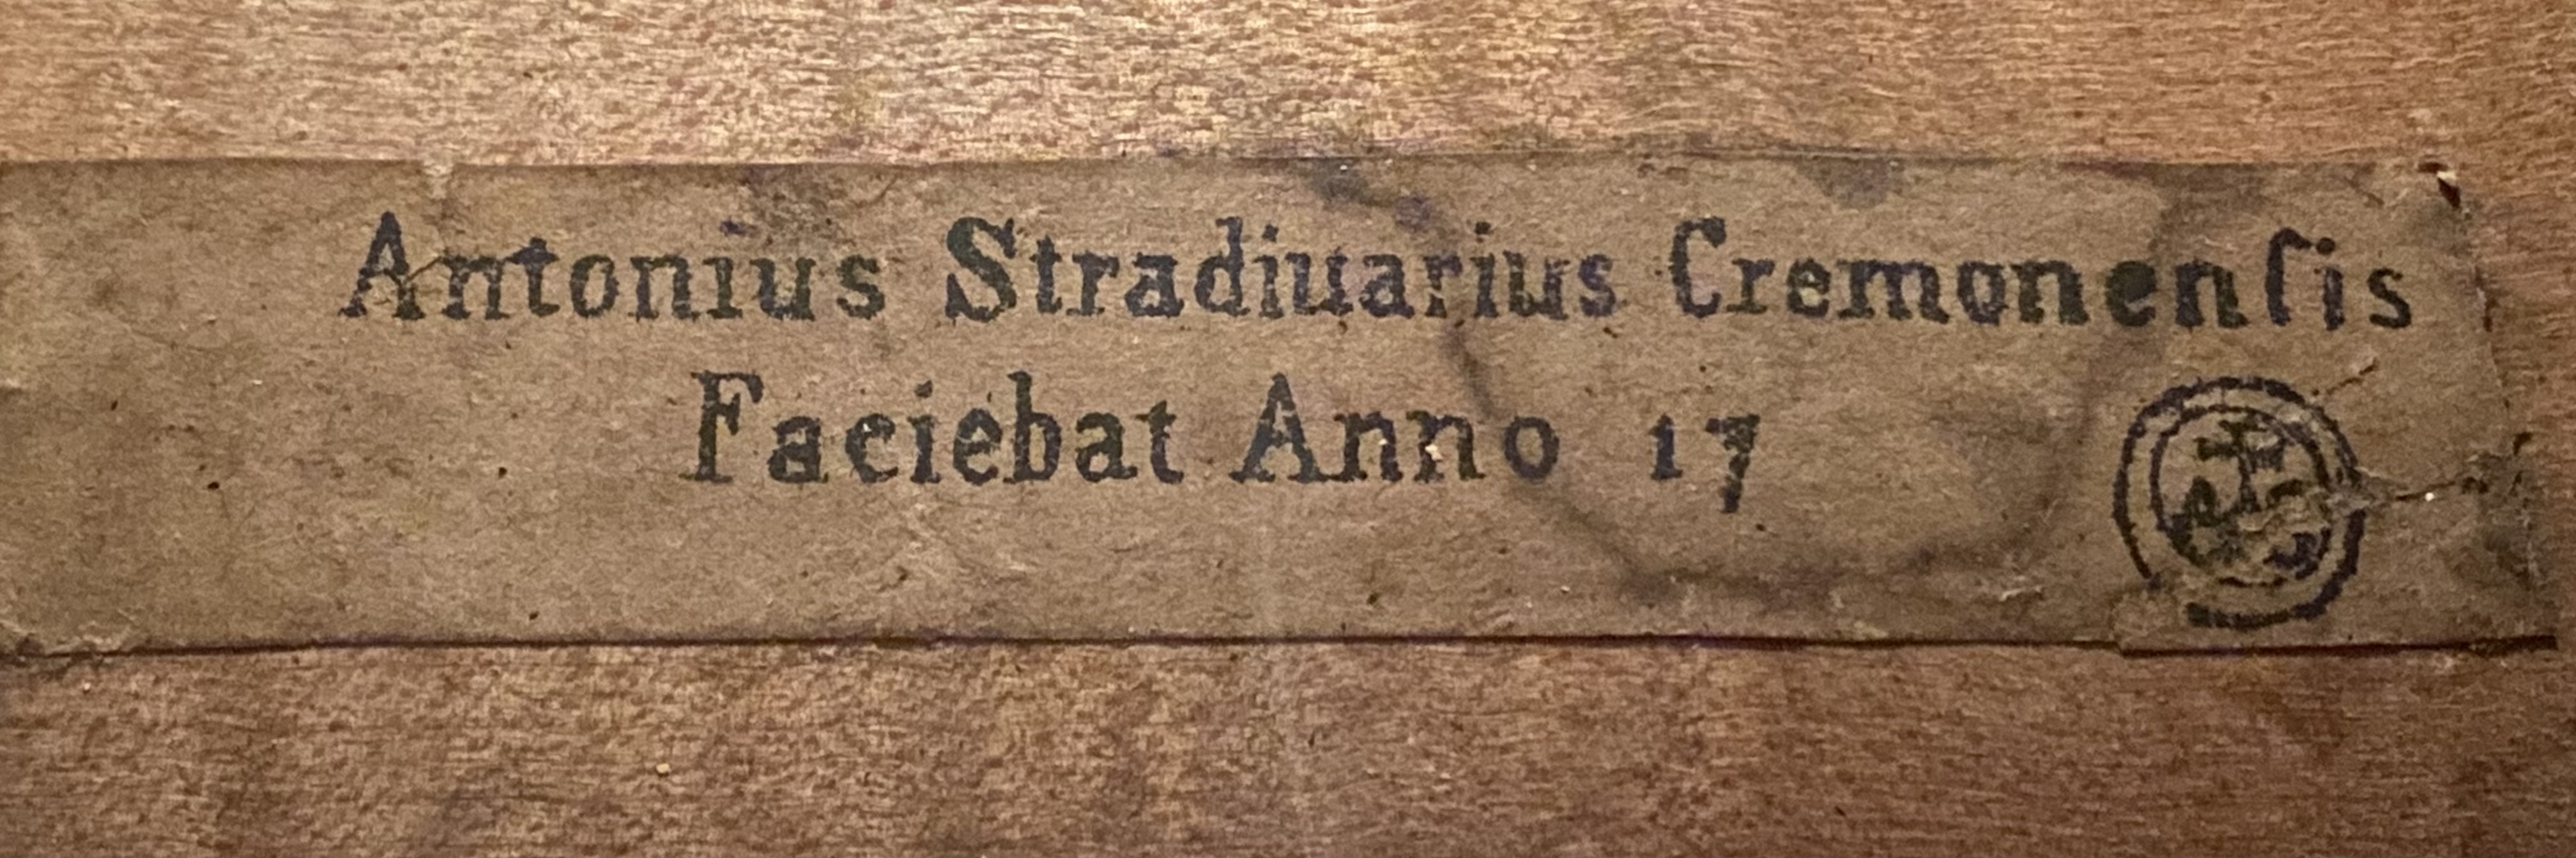 Antonius Stradiuarius Cremonenſis
Faciebat Anno 17